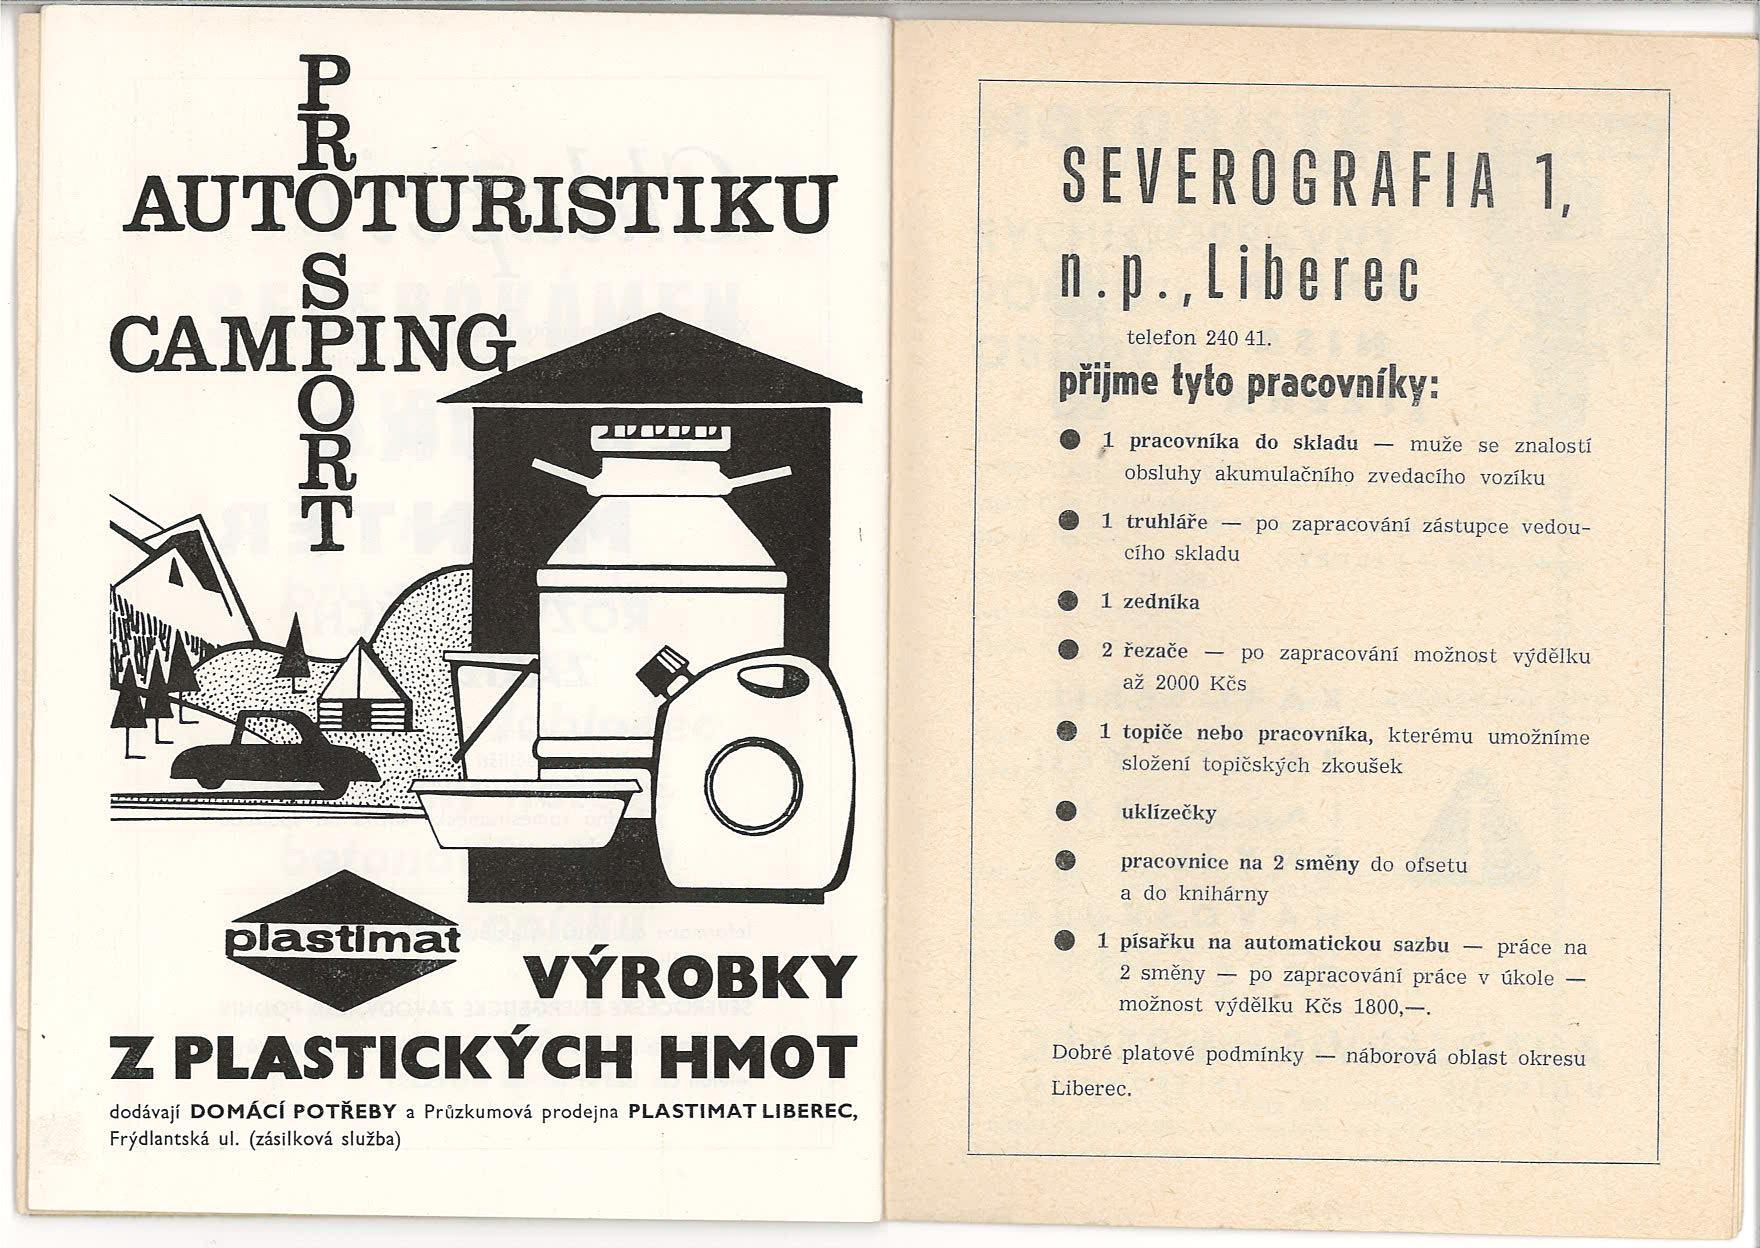 PRO SPORT
AUTOTURISTIKU
CAMPING
plastimat
VÝROBKY
Z PLASTICKÝCH HMOT
dodávají DOMÁCÍ POTŘEBY a Průzkumová prodejna PLASTIMAT LIBEREC,
Frýdlantská ul. (zásilková služba)
SEVEROGRAFIA 1,
n.p., Liberec
telefon 240 41.
přijme tyto pracovníky:
● 1 pracovníka do skladu — muže se znalostí
obsluhy akumulačního zvedacího vozíku
● 1 truhláře — po zapracování zástupce vedou-
cího skladu
● 1 zedníka
● 2 řezače — po zapracování možnost výdělku
až 2000 Kčs
● 1 topiče nebo pracovníka, kterému umožníme
složení topičských zkoušek
● uklízečky
● pracovnice na 2 směny do ofsetu
a do knihárny
● 1 písařku na automatickou sazbu — práce na
2 směny — po zapracování práce v úkole —
možnost výdělku Kčs 1800,—.
Dobré platové podmínky — náborová oblast okresu
Liberec.